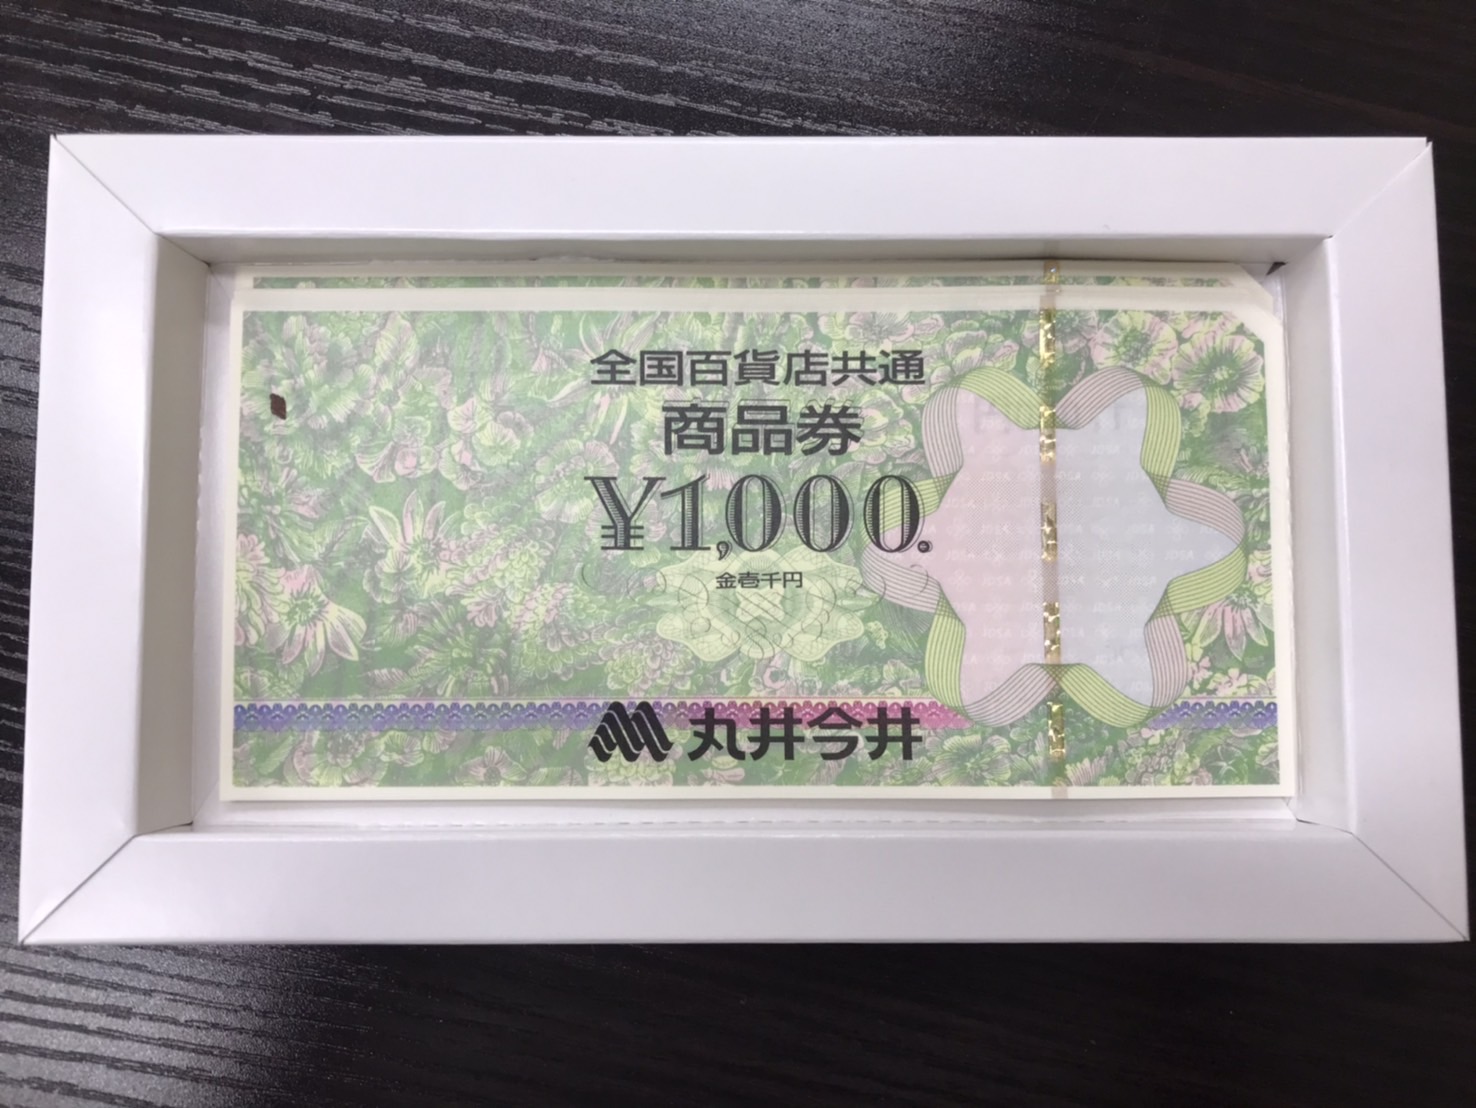 全国百貨店共通
商品券
¥1,000.
金壱千円
丸井今井